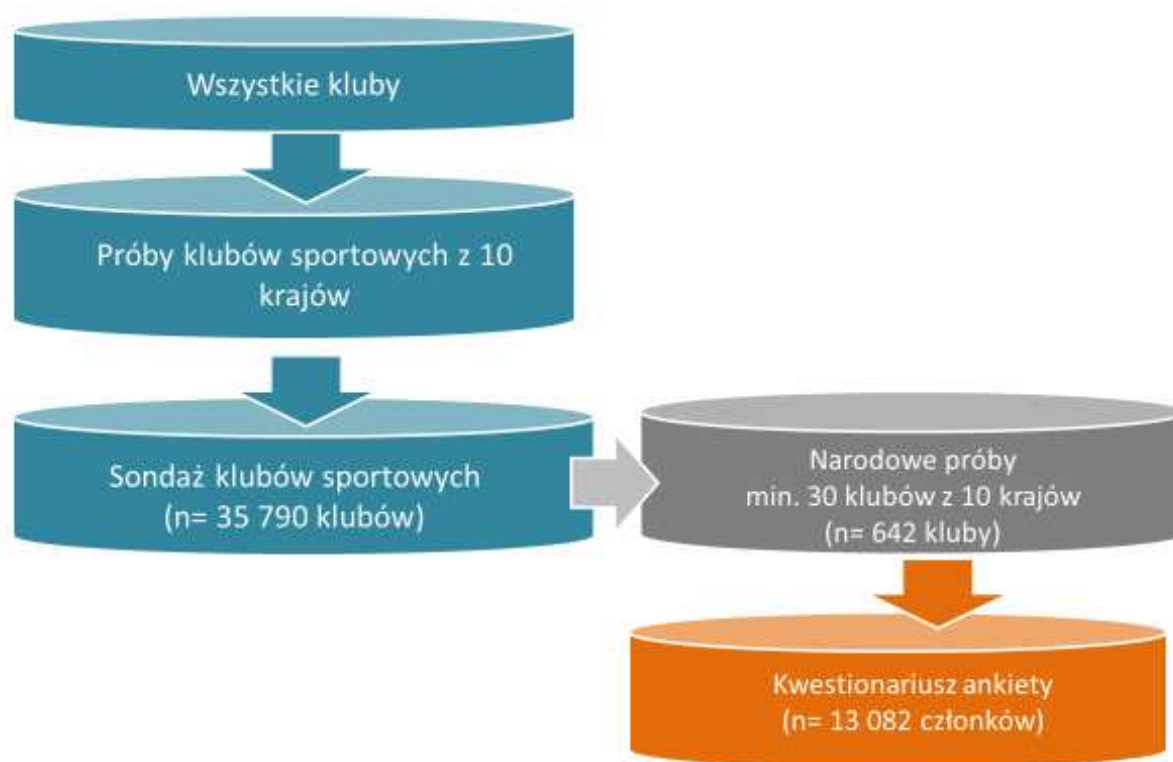 Wszystkie kluby
Próby klubów sportowych z 10
krajów
Sondaż klubów sportowych
(n= 35 790 klubów)
Narodowe próby
min. 30 klubów z 10 krajów
(n= 642 kluby)
Kwestionariusz ankiety
(n= 13 082 członków)